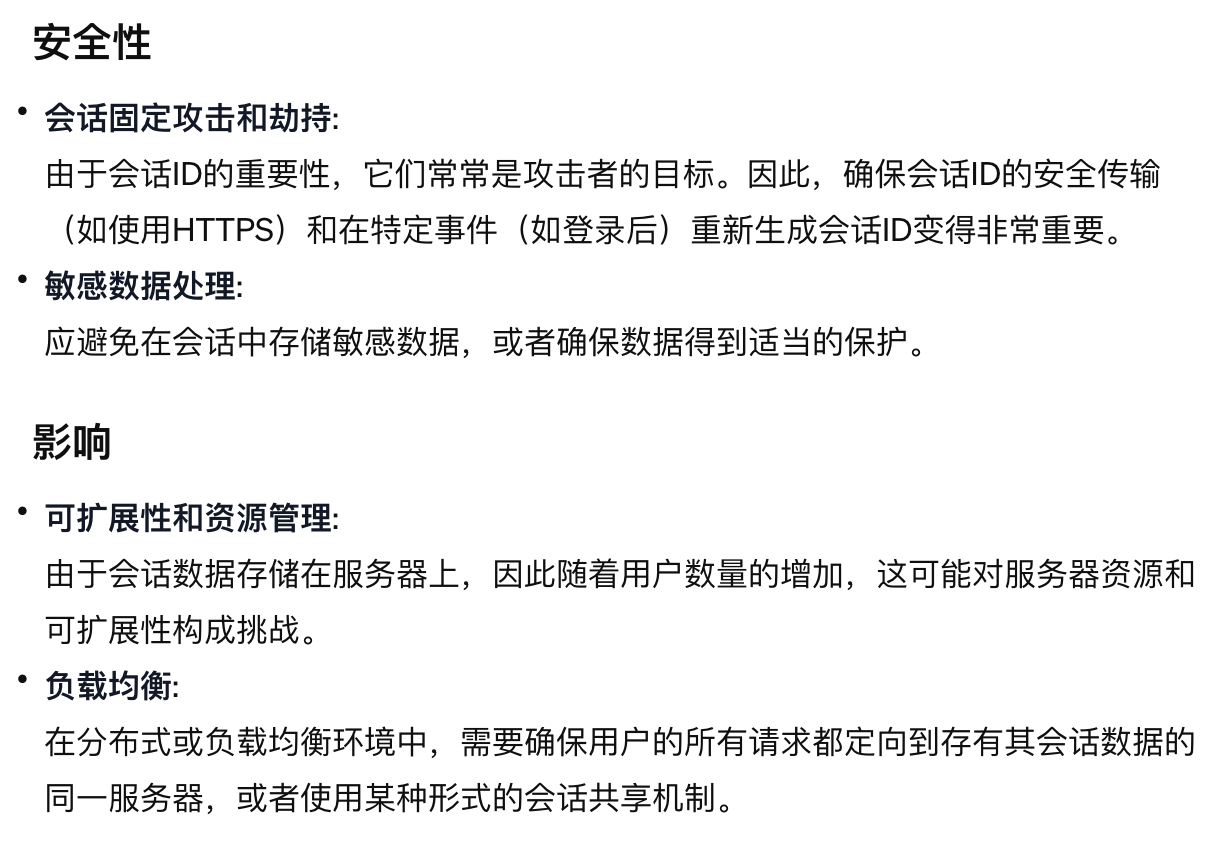 安全性
• 会话固定攻击和劫持:
由于会话ID的重要性，它们常常是攻击者的目标。因此，确保会话ID的安全传输
（如使用HTTPS）和在特定事件（如登录后）重新生成会话ID变得非常重要。
• 敏感数据处理:
应避免在会话中存储敏感数据，或者确保数据得到适当的保护。
影响
• 可扩展性和资源管理:
由于会话数据存储在服务器上，因此随着用户数量的增加，这可能对服务器资源和
可扩展性构成挑战。
• 负载均衡:
在分布式或负载均衡环境中，需要确保用户的所有请求都定向到存有其会话数据的
同一服务器，或者使用某种形式的会话共享机制。